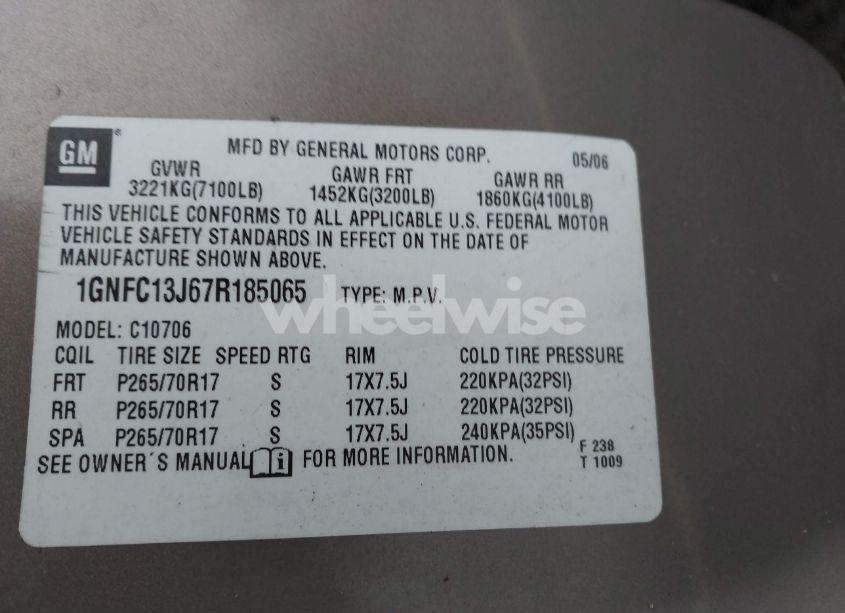 GM
MFD BY GENERAL MOTORS CORP. 05/06
GVWR GAWR FRT GAWR RR
3221KG(7100LB) 1452KG(3200LB) 1860KG(4100LB)
THIS VEHICLE CONFORMS TO ALL APPLICABLE U.S. FEDERAL MOTOR
VEHICLE SAFETY STANDARDS IN EFFECT ON THE DATE OF
MANUFACTURE SHOWN ABOVE.
1GNFC13J67R185065 TYPE: M.P.V.
wheelwise
MODEL: C10706
CQIL TIRE SIZE SPEED RTG RIM COLD TIRE PRESSURE
FRT P265/70R17 S 17X7.5J 220KPA(32PSI)
RR P265/70R17 S 17X7.5J 220KPA(32PSI)
SPA P265/70R17 S 17X7.5J 240KPA(35PSI)
SEE OWNER´S MANUAL i FOR MORE INFORMATION.
F 238
T 1009